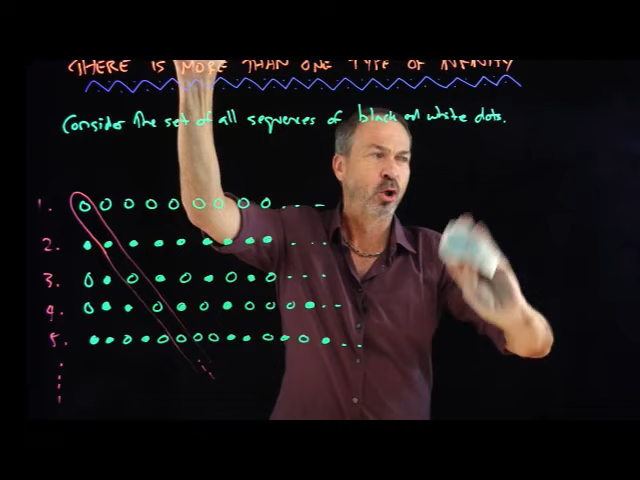 THERE IS MORE THAN ONE TYPE OF INFINITY
Consider the set of all sequences of black or white dots.
1.
2.
3.
4.
5.